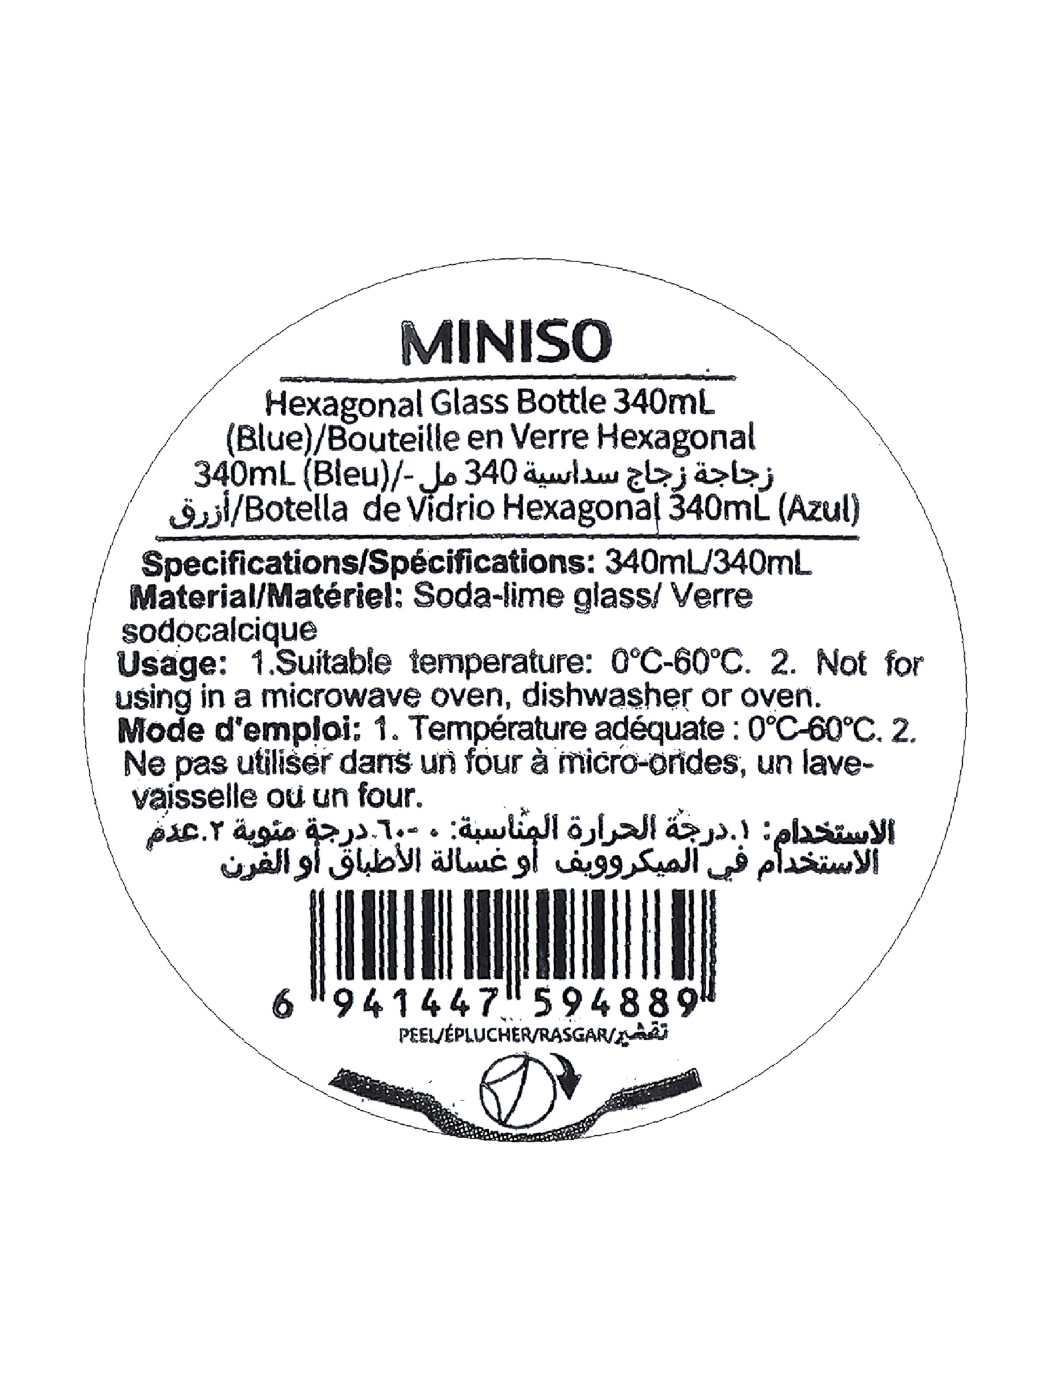 MINISO
Hexagonal Glass Bottle 340mL
(Blue)/Bouteille en Verre Hexagonal
340mL (Bleu)/زجاجة زجاج سداسية 340 مل -
أزرق/Botella de Vidrio Hexagonal 340mL (Azul)
Specifications/Spécifications: 340mL/340mL
Material/Matériel: Soda-lime glass/ Verre
sodocalcique
Usage: 1.Suitable temperature: 0°C-60°C. 2. Not for
using in a microwave oven, dishwasher or oven.
Mode d'emploi: 1. Température adéquate : 0°C-60°C. 2.
Ne pas utiliser dans un four à micro-ondes, un lave-
vaisselle ou un four.
الاستخدام: ١.درجة الحرارة المناسبة: ٠ -٦٠.درجة مئوية ٢.عدم
الاستخدام في الميكروويف أو غسالة الأطباق أو الفرن
6 941447 594889
PEEL/ÉPLUCHER/RASGAR/تقشير